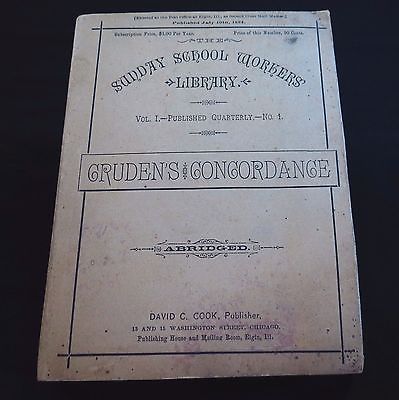 [Entered at the Post office at Elgin, Ill., as Second Class Mail Matter.]
Published July 10th, 1884.
Subscription Price, $1.00 Per Year. Price of this Number, 90 Cents.
THE
SUNDAY SCHOOL WORKERS'
LIBRARY.
VOL. I.—PUBLISHED QUARTERLY.—NO. 1.
CRUDEN'S CONCORDANCE
ABRIDGED.
DAVID C. COOK, Publisher,
13 AND 15 WASHINGTON STREET, CHICAGO.
Publishing House and Mailing Room, Elgin, Ill.